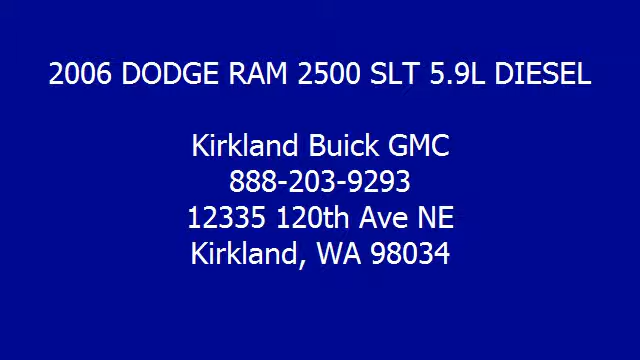 2006 DODGE RAM 2500 SLT 5.9L DIESEL
Kirkland Buick GMC
888-203-9293
12335 120th Ave NE
Kirkland, WA 98034